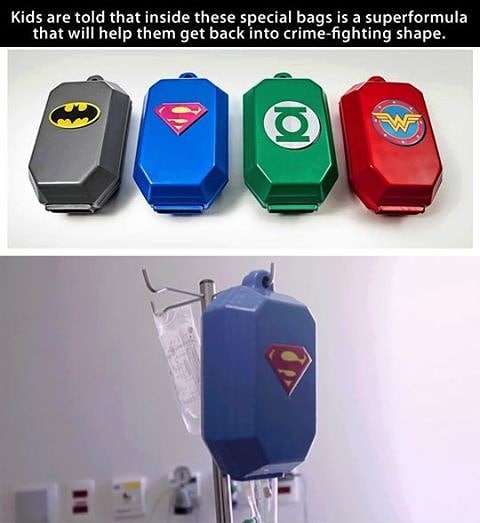 Kids are told that inside these special bags is a superformula
that will help them get back into crime-fighting shape.